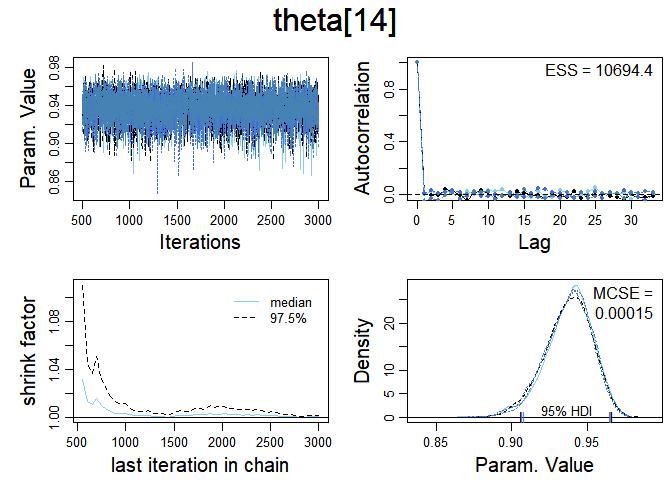 theta[14]
Param. Value
0.86 0.90 0.94 0.98
500 1000 1500 2000 2500 3000
Iterations
Autocorrelation
0.0 0.4 0.8
ESS = 10694.4
0 5 10 15 20 25 30
Lag
shrink factor
1.00 1.04 1.08
median
97.5%
500 1000 1500 2000 2500 3000
last iteration in chain
Density
0 5 10 20
MCSE =
0.00015
95% HDI
0.85 0.90 0.95
Param. Value